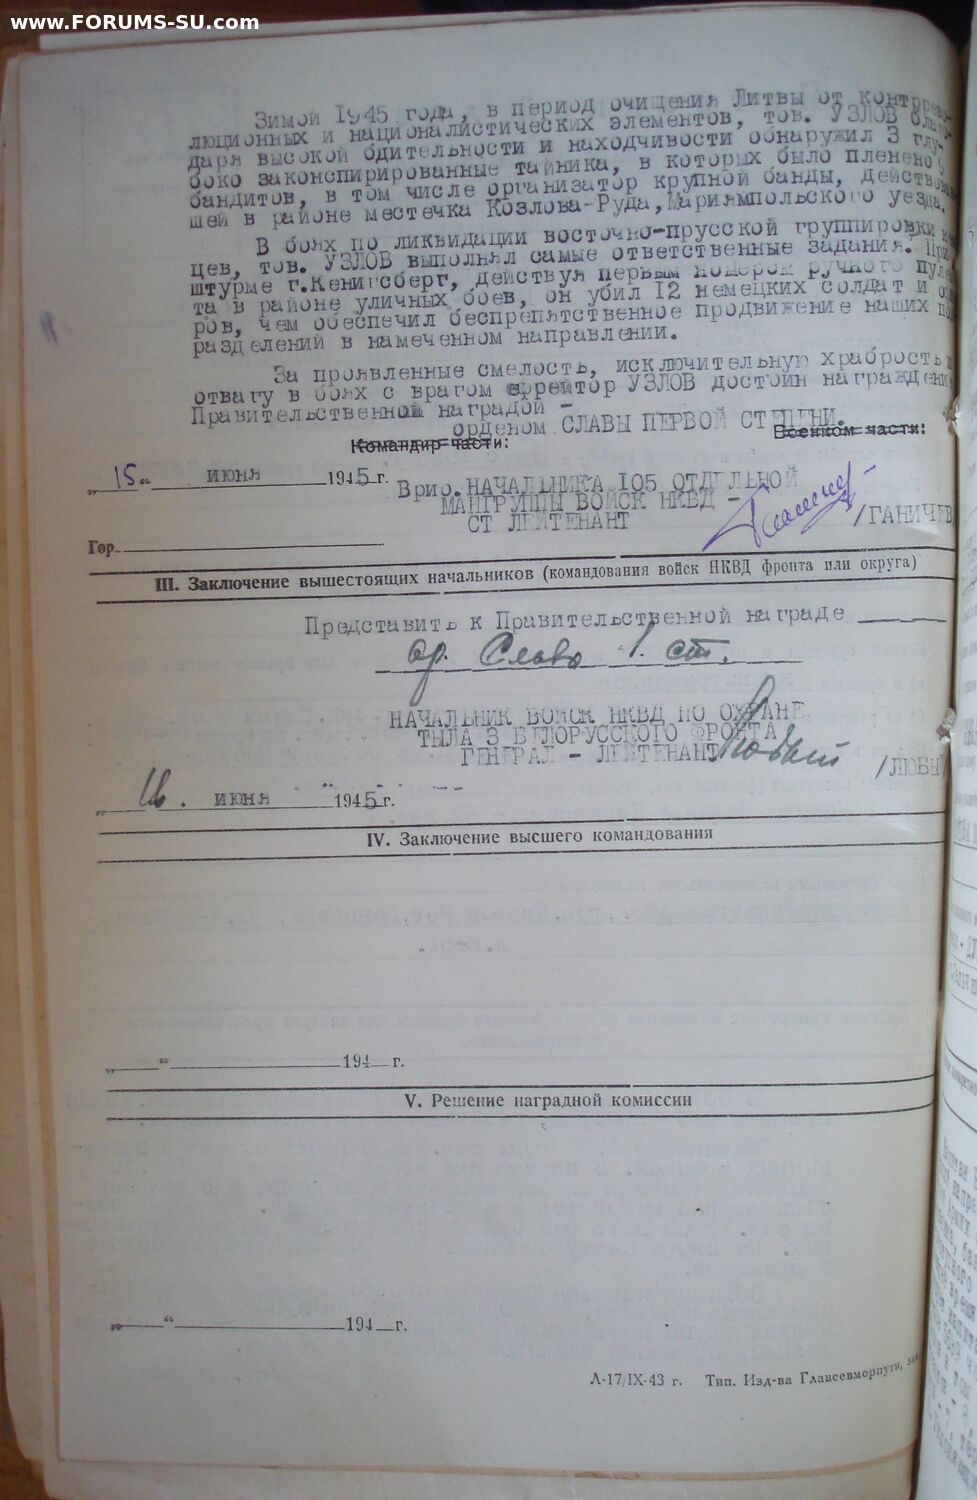 www.FORUMS-SU.com
Зимой 1945 года, в период очищения Литвы от контррево-
люционных и националистических элементов, тов. УЗЛОВ благо-
даря высокой бдительности и находчивости обнаружил 3 глу-
боко законспирированные тайника, в которых было пленено 9
бандитов, в том числе организатор крупной банды, действовав
шей в районе местечка Козлова-Руда, Мариямпольского уезда.
В боях по ликвидации восточно-прусской группировки
цев, тов. УЗЛОВ выполнял самые ответственные задания. При
штурме г.Кенигсберг, действуя первым номером ручного пуле
та в районе уличных боев, он убил 12 немецких солдат и
ров, чем обеспечил беспрепятственное продвижение наших
разделений в намеченном направлении.
За проявленные смелость, исключительную храбрость и
отвагу в боях с врагом ефрейтор УЗЛОВ достоин награждени
Правительственной наградой -
орденом СЛАВЫ ПЕРВОЙ СТЕПЕНИ.
Командир части: Военком части:
„15“ июня 1945 г.
Врио.НАЧАЛЬНИКА 105 ОТДЕЛЬНОЙ
МАНГРУППЫ ВОЙСК НКВД -
СТ ЛЕЙТЕНАНТ /ГАНИЧЕВ
Гор.
III. Заключение вышестоящих начальников (командования войск НКВД фронта или округа)
Представить к Правительственной награде
ор. Слава 1 ст.
НАЧАЛЬНИК ВОЙСК НКВД ПО ОХРАНЕ
ТЫЛА 3 БЕЛОРУССКОГО ФРОНТА
ГЕНЕРАЛ - ЛЕЙТЕНАНТ /ЛЮБЫ
„16. июня “ 1945 г.
IV. Заключение высшего командования
„ “ 194 г.
V. Решение наградной комиссии
„ “ 194 г.
Л-17/IX-43 г. Тип. Изд-ва Главсевморпути,